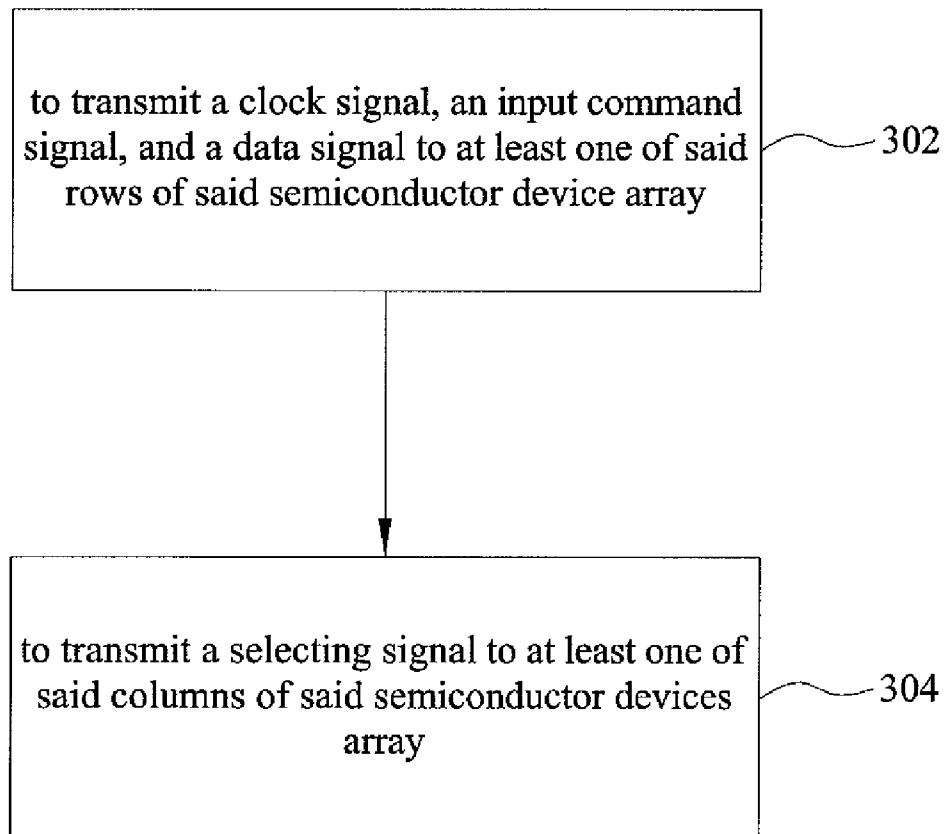 to transmit a clock signal, an input command
signal, and a data signal to at least one of said
rows of said semiconductor device array
302
to transmit a selecting signal to at least one of
said columns of said semiconductor devices
array
304